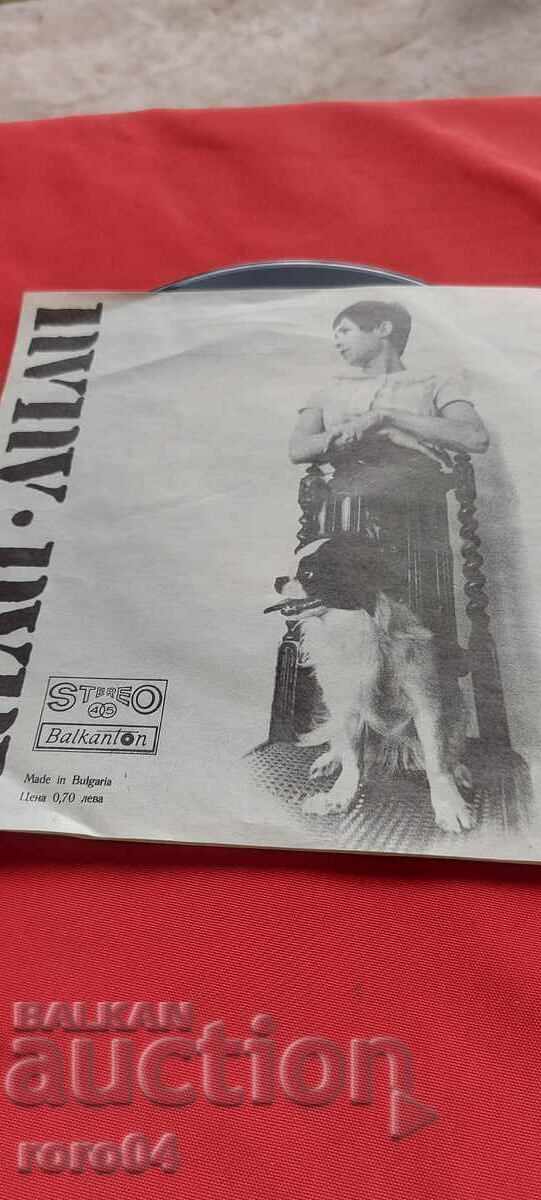 STEREO
45
Balkanton
Made in Bulgaria
Цена 0,70 лева
BALKAN
auction
roro04